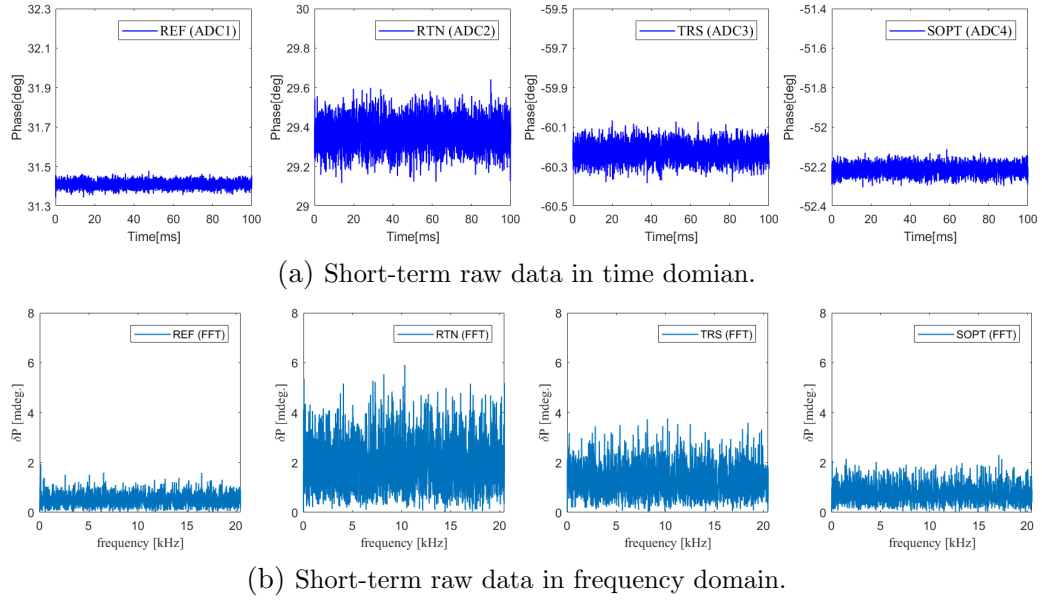 32.3
32.1
31.9
31.7
31.5
31.3
Phase[deg]
REF (ADC1)
0 20 40 60 80 100
Time[ms]
30
29.8
29.6
29.4
29.2
29
Phase[deg]
RTN (ADC2)
0 20 40 60 80 100
Time[ms]
-59.5
-59.7
-59.9
-60.1
-60.3
-60.5
Phase[deg]
TRS (ADC3)
0 20 40 60 80 100
Time[ms]
-51.4
-51.6
-51.8
-52
-52.2
-52.4
Phase[deg]
SOPT (ADC4)
0 20 40 60 80 100
Time[ms]
(a) Short-term raw data in time domian.
8
6
4
2
0
δP [mdeg.]
REF (FFT)
0 5 10 15 20
frequency [kHz]
8
6
4
2
0
δP [mdeg.]
RTN (FFT)
0 5 10 15 20
frequency [kHz]
8
6
4
2
0
δP [mdeg.]
TRS (FFT)
0 5 10 15 20
frequency [kHz]
8
6
4
2
0
δP [mdeg.]
SOPT (FFT)
0 5 10 15 20
frequency [kHz]
(b) Short-term raw data in frequency domain.